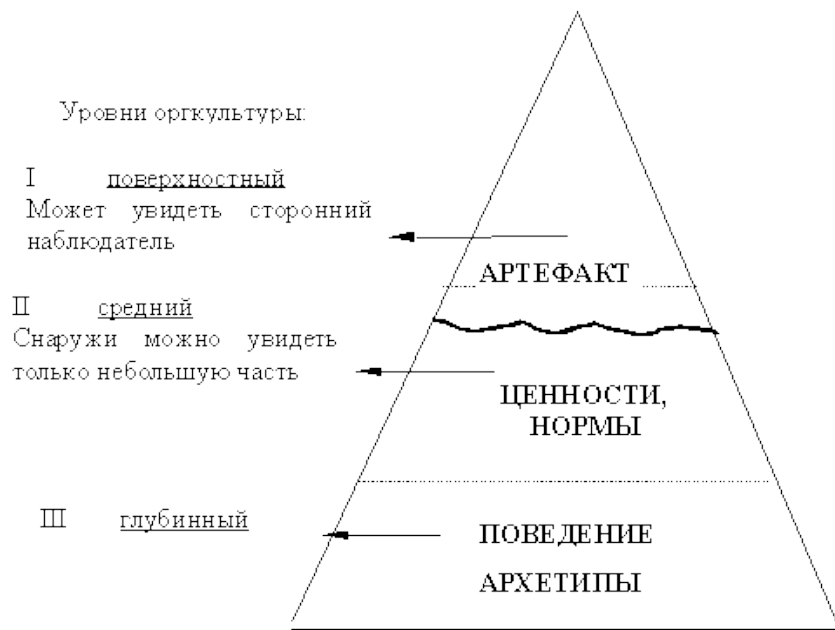 Уровни оргкультуры:
I поверхностный
Может увидеть сторонний
наблюдатель
АРТЕФАКТ
II средний
Снаружи можно увидеть
только небольшую часть
ЦЕННОСТИ,
НОРМЫ
III глубинный
ПОВЕДЕНИЕ
АРХЕТИПЫ